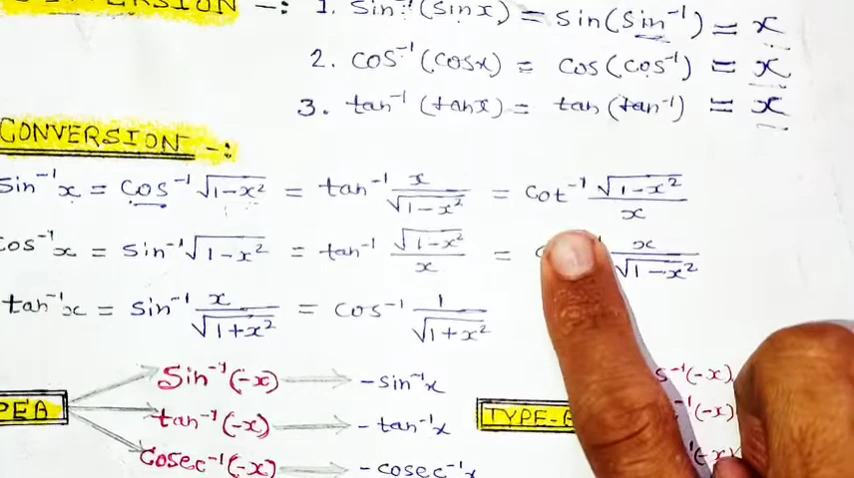 1. Sin⁻¹(Sinx) = Sin(Sin⁻¹) = x
2. COS⁻¹(COSx) = COS(COS⁻¹) = x
3. tan⁻¹(tanx) = tan(tan⁻¹) = x
CONVERSION -:
Sin⁻¹x = COS⁻¹√(1-x²) = tan⁻¹ x/√(1-x²) = Cot⁻¹ √(1-x²)/x
COS⁻¹x = Sin⁻¹√(1-x²) = tan⁻¹ √(1-x²)/x = x/√(1-x²)
tan⁻¹x = Sin⁻¹ x/√(1+x²) = COS⁻¹ 1/√(1+x²)
Sin⁻¹(-x) → -sin⁻¹x
tan⁻¹(-x) → -tan⁻¹x TYPE-
Cosec⁻¹(-x) → -cosec⁻¹x